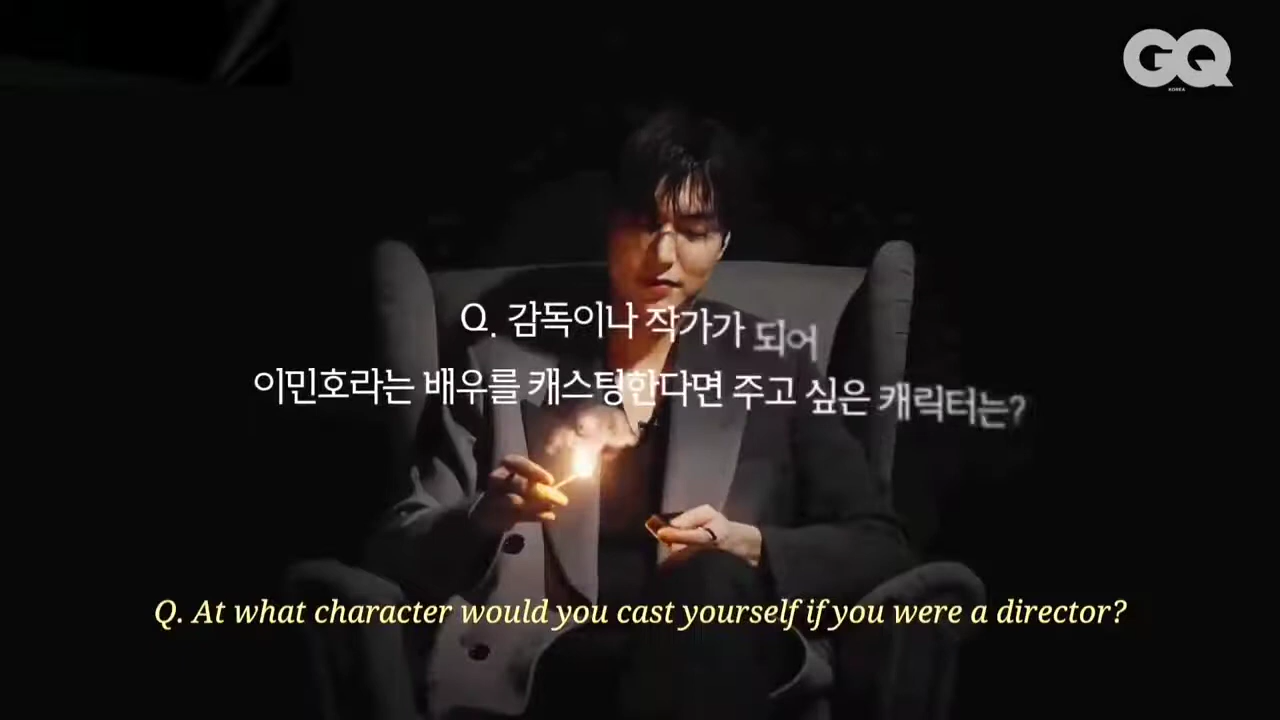 GQ
KOREA
Q. 감독이나 작가가 되어
이민호라는 배우를 캐스팅한다면 주고 싶은 캐릭터는?
Q. At what character would you cast yourself if you were a director?